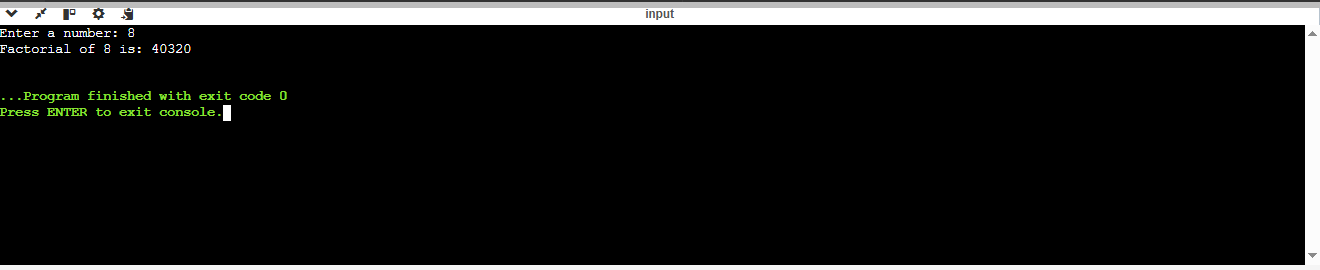 input
Enter a number: 8
Factorial of 8 is: 40320
...Program finished with exit code 0
Press ENTER to exit console.